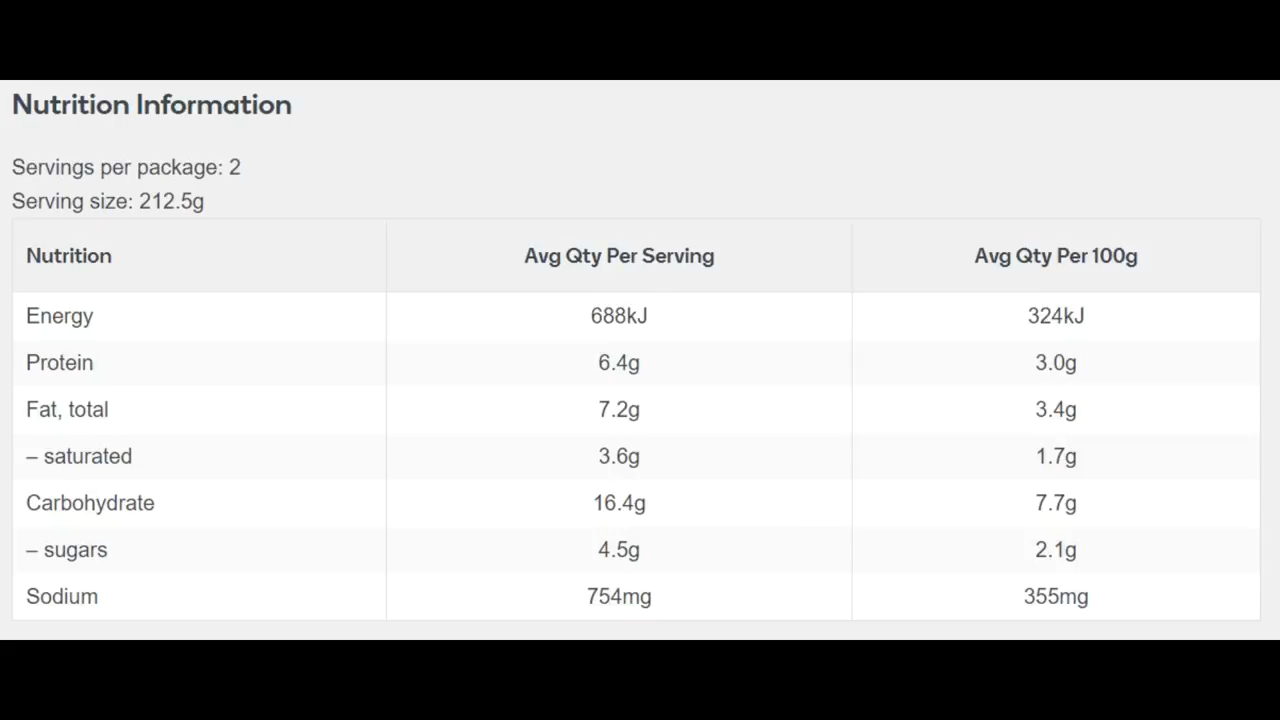 Nutrition Information
Servings per package: 2
Serving size: 212.5g
Nutrition Avg Qty Per Serving Avg Qty Per 100g
Energy 688kJ 324kJ
Protein 6.4g 3.0g
Fat, total 7.2g 3.4g
– saturated 3.6g 1.7g
Carbohydrate 16.4g 7.7g
– sugars 4.5g 2.1g
Sodium 754mg 355mg